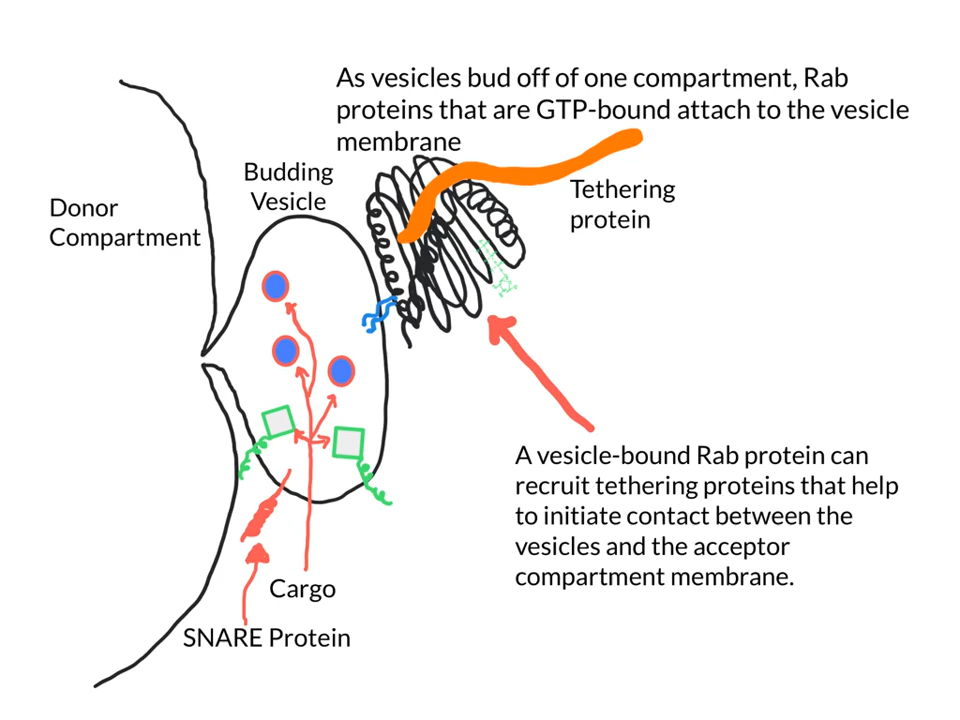 As vesicles bud off of one compartment, Rab
proteins that are GTP-bound attach to the vesicle
membrane
Budding
Vesicle
Tethering
protein
Donor
Compartment
A vesicle-bound Rab protein can
recruit tethering proteins that help
to initiate contact between the
vesicles and the acceptor
compartment membrane.
Cargo
SNARE Protein